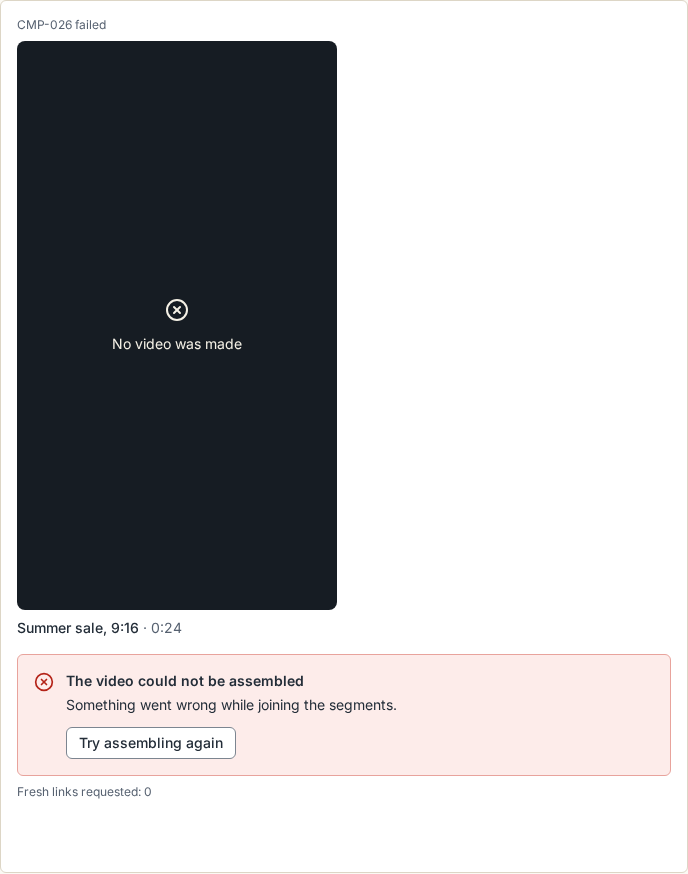 CMP-026 failed
No video was made
Summer sale, 9:16 · 0:24
The video could not be assembled
Something went wrong while joining the segments.
Try assembling again
Fresh links requested: 0